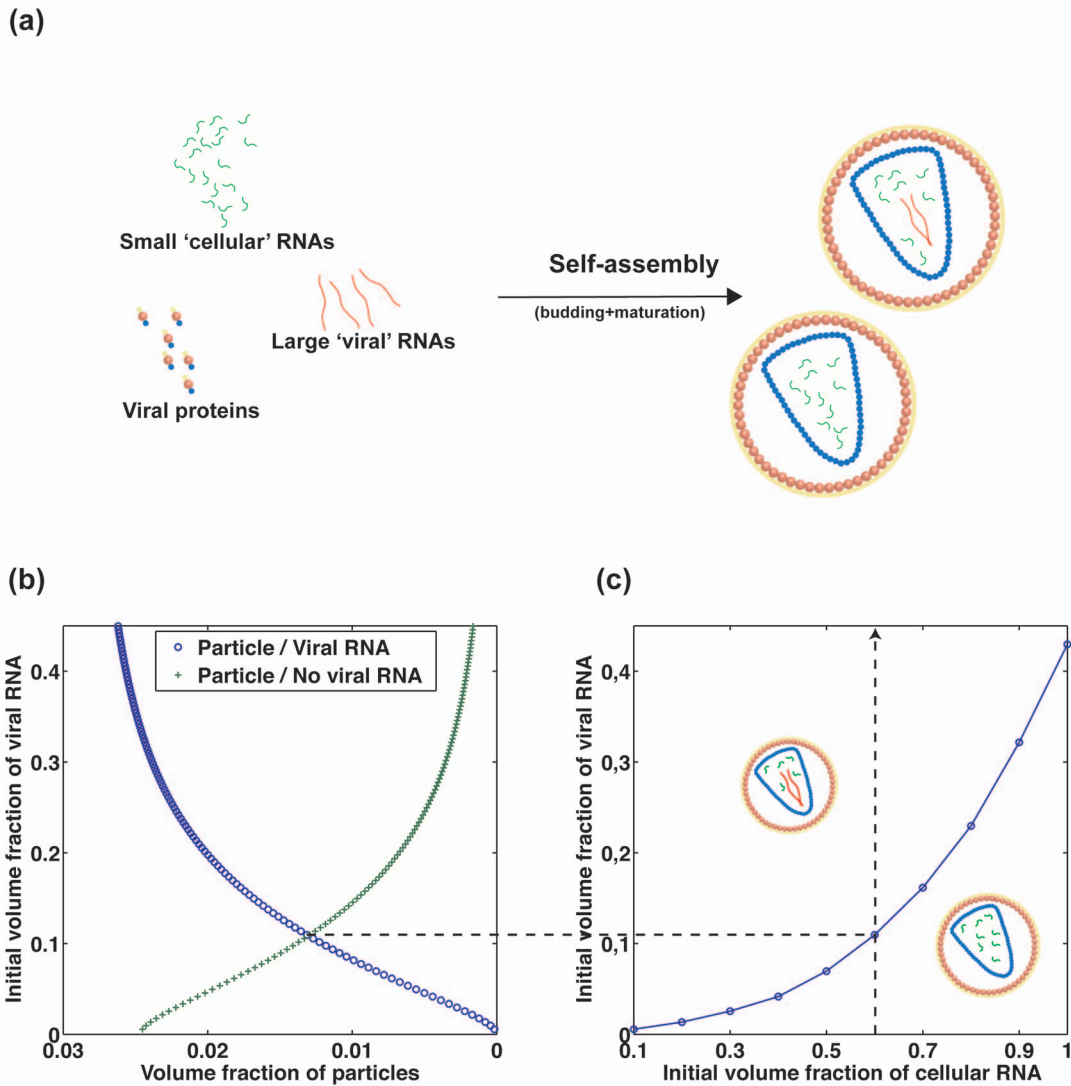 (a)
Small ‘cellular’ RNAs
Large ‘viral’ RNAs
Viral proteins
Self-assembly
(budding+maturation)
(b)
Initial volume fraction of viral RNA
0,4
0,3
0,2
0.1
0
0.03
0.02
0.01
0
Volume fraction of particles
Particle / Viral RNA
Particle / No viral RNA
(c)
Initial volume fraction of viral RNA
0,4
0,3
0,2
0,1
0
0.1
0.3
0.5
0.7
0.9
1
Initial volume fraction of cellular RNA